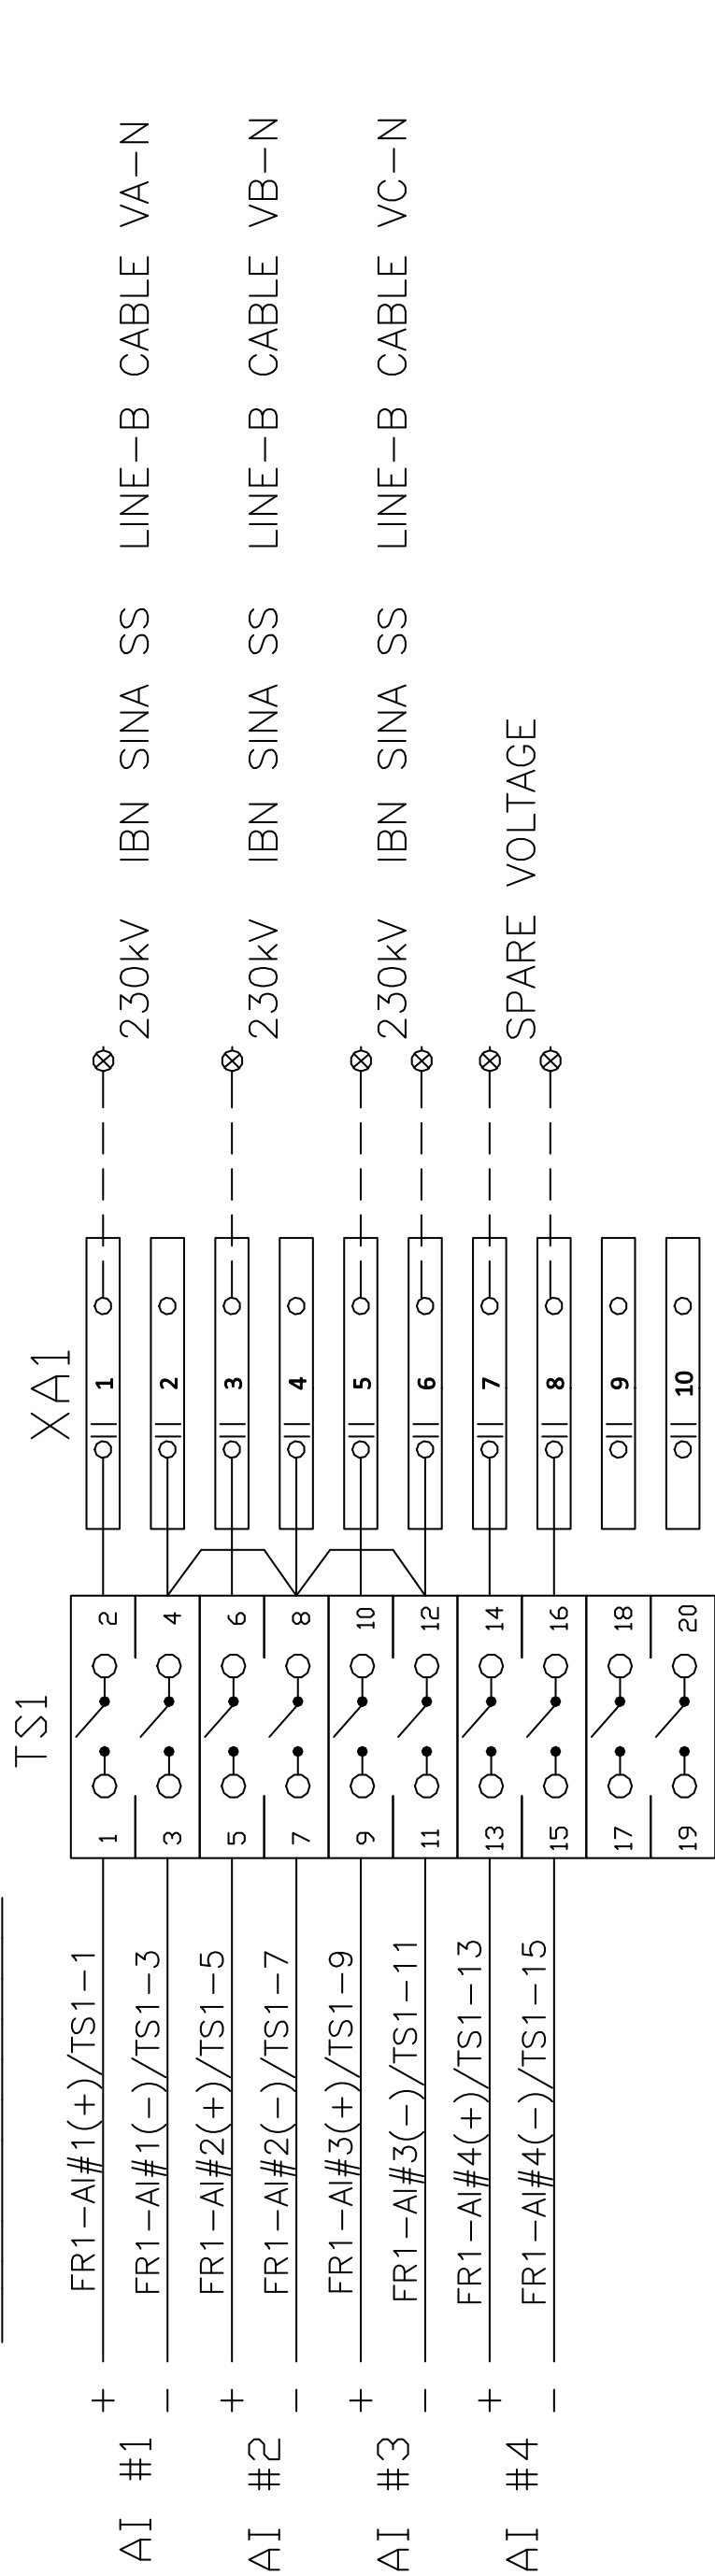 TS1
XA1
AI #1
+
FR1-AI#1(+)/TS1-1
1
2
1
230kV IBN SINA SS LINE-B CABLE VA-N
-
FR1-AI#1(-)/TS1-3
3
4
2
AI #2
+
FR1-AI#2(+)/TS1-5
5
6
3
230kV IBN SINA SS LINE-B CABLE VB-N
-
FR1-AI#2(-)/TS1-7
7
8
4
AI #3
+
FR1-AI#3(+)/TS1-9
9
10
5
230kV IBN SINA SS LINE-B CABLE VC-N
-
FR1-AI#3(-)/TS1-11
11
12
6
AI #4
+
FR1-AI#4(+)/TS1-13
13
14
7
SPARE VOLTAGE
-
FR1-AI#4(-)/TS1-15
15
16
8
17
18
9
19
20
10